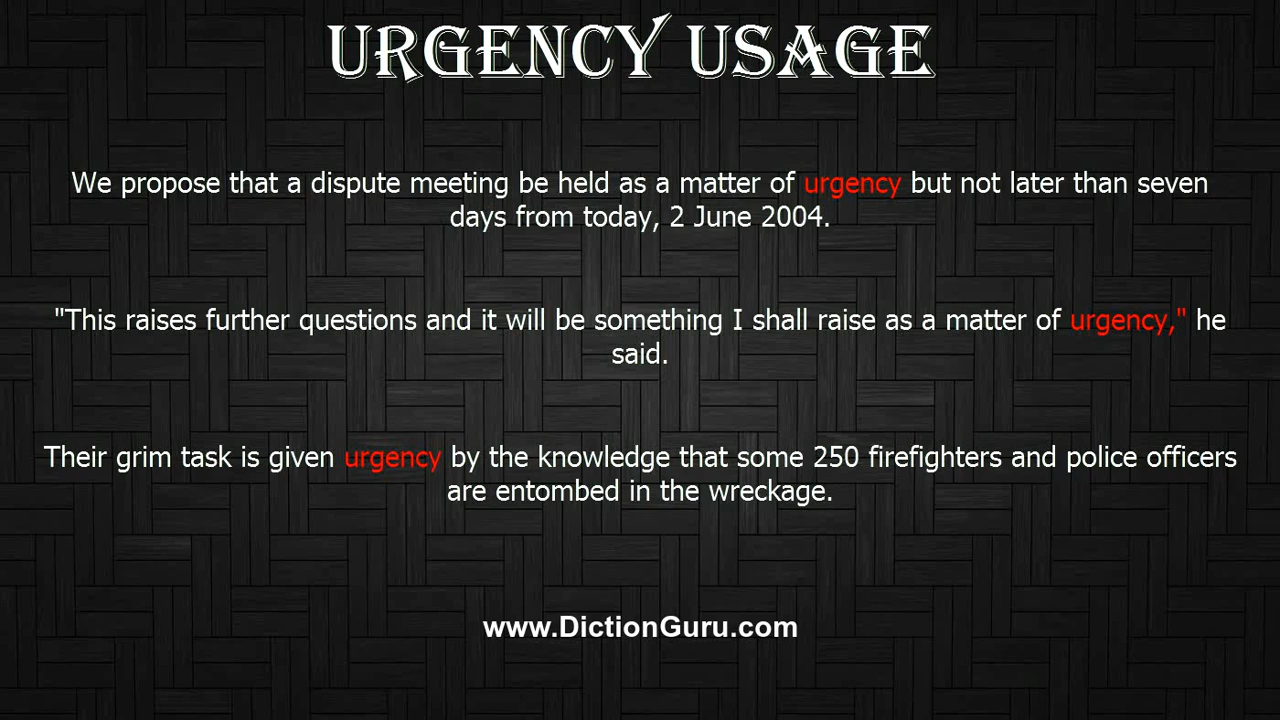 URGENCY USAGE
We propose that a dispute meeting be held as a matter of urgency but not later than seven
days from today, 2 June 2004.
"This raises further questions and it will be something I shall raise as a matter of urgency," he
said.
Their grim task is given urgency by the knowledge that some 250 firefighters and police officers
are entombed in the wreckage.
www.DictionGuru.com